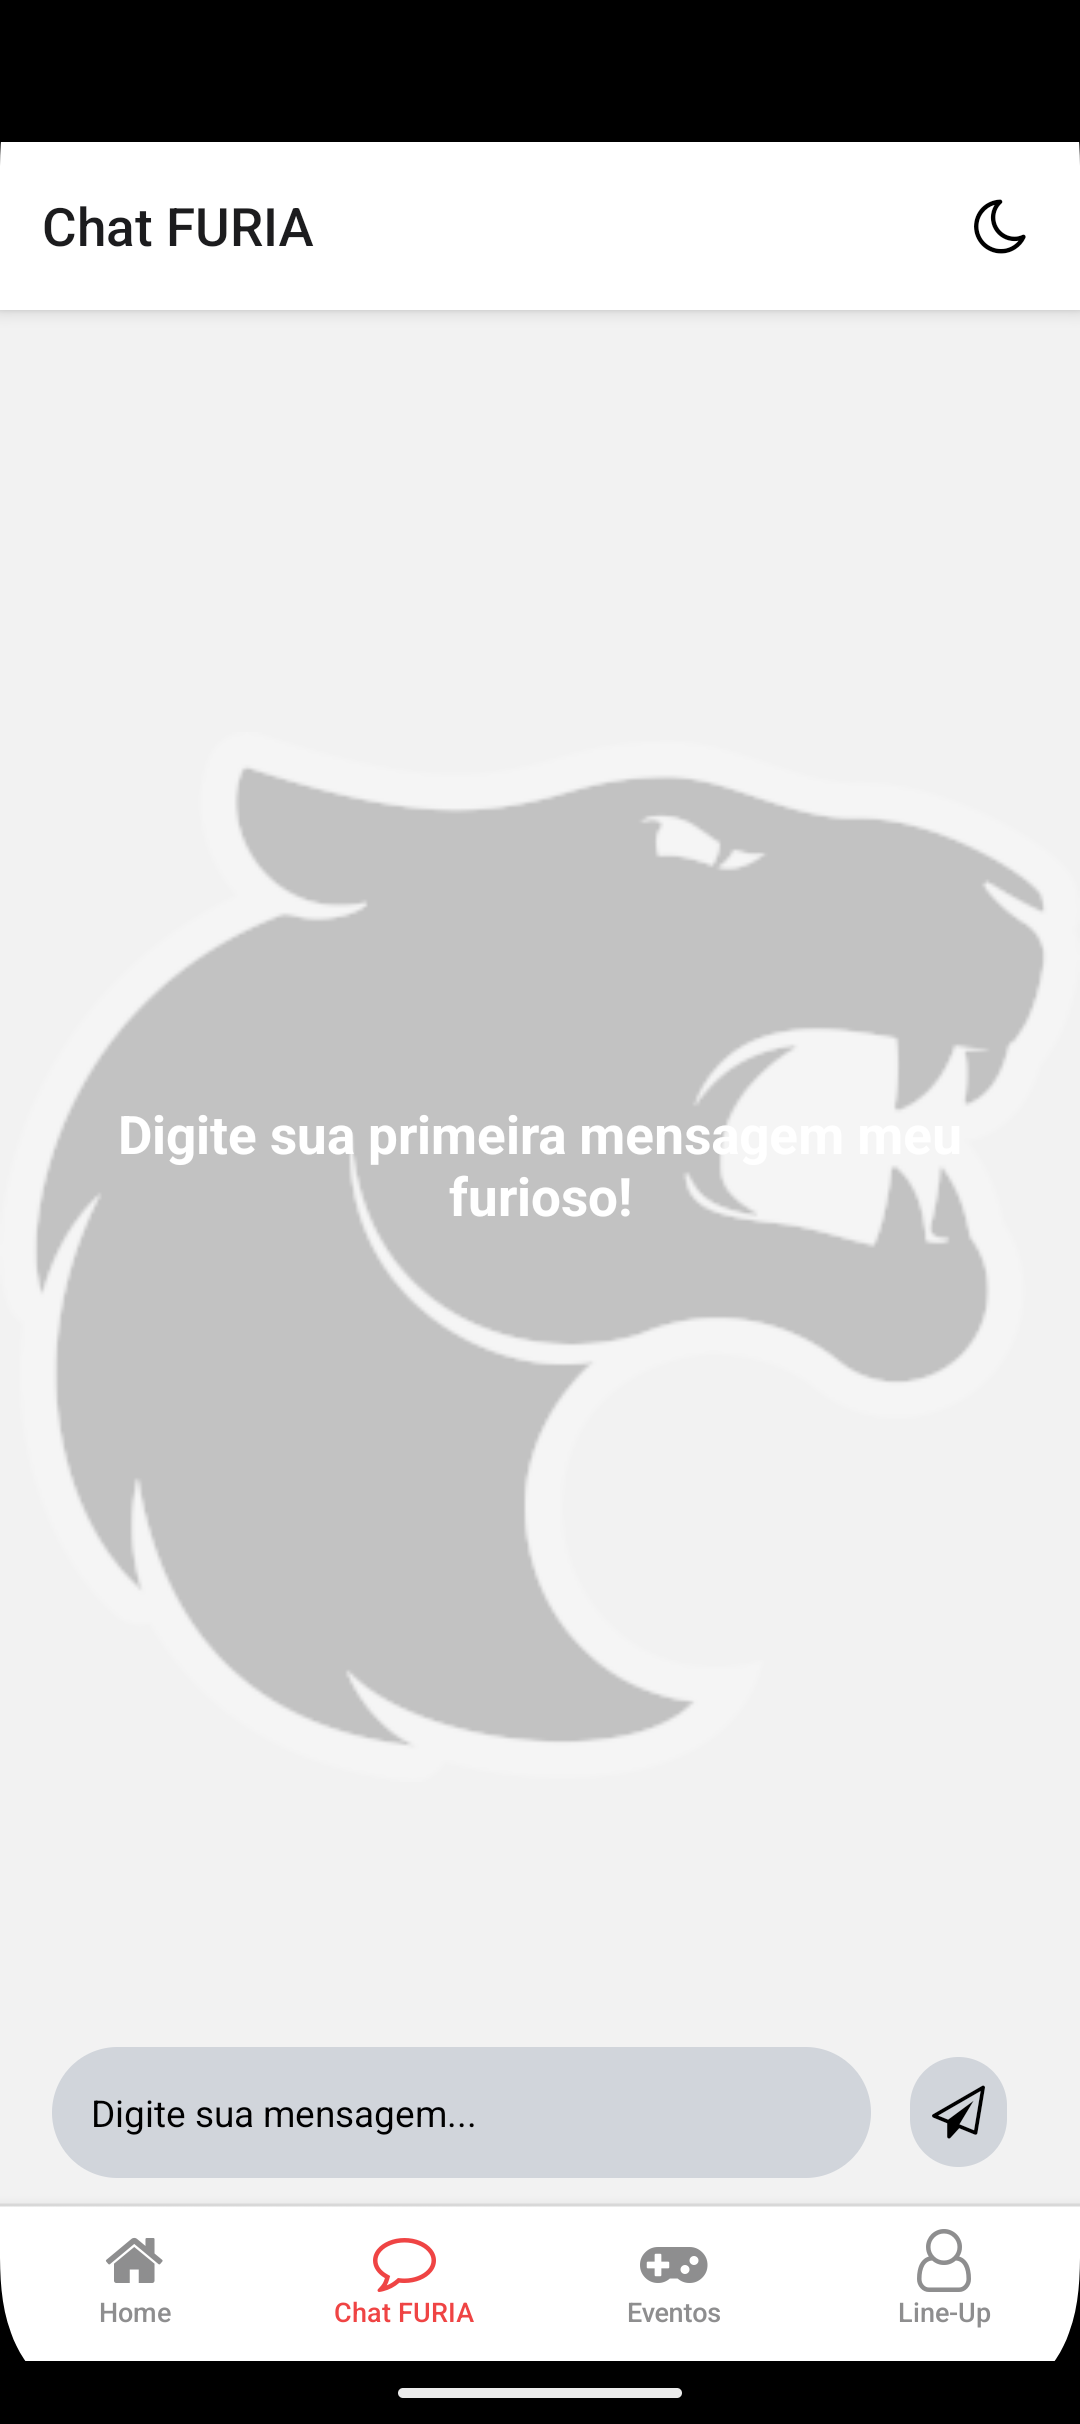 Chat FURIA
Digite sua primeira mensagem meu
furioso!
Digite sua mensagem...
Home
Chat FURIA
Eventos
Line-Up